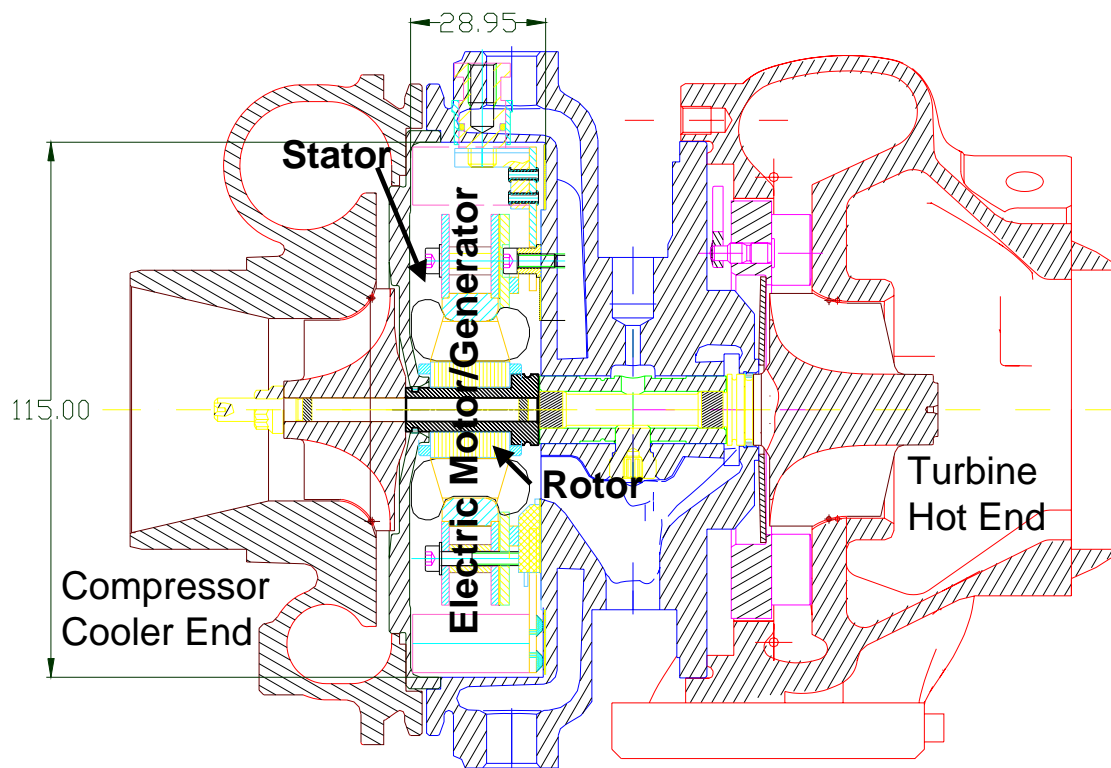 28.95
Stator
Electric Motor/Generator
115.00
Rotor
Turbine
Hot End
Compressor
Cooler End